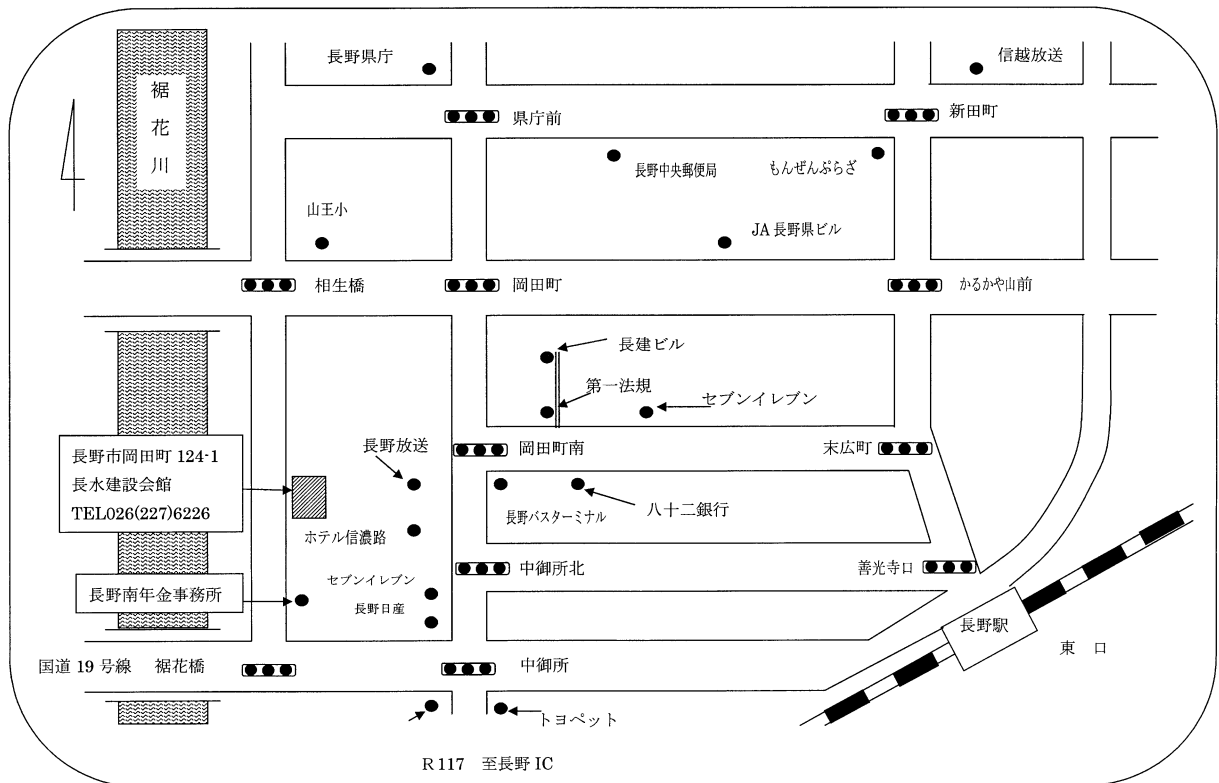 長野県庁
信越放送
裾花川
県庁前
新田町
長野中央郵便局
もんぜんぷらざ
山王小
JA長野県ビル
相生橋
岡田町
かるかや山前
長建ビル
第一法規
セブンイレブン
長野市岡田町 124-1
長水建設会館
TEL026(227)6226
長野放送
岡田町南
末広町
長野バスターミナル
八十二銀行
ホテル信濃路
中御所北
善光寺口
セブンイレブン
長野南年金事務所
長野日産
長野駅
東 口
国道 19 号線 裾花橋
中御所
トヨペット
R117 至長野 IC